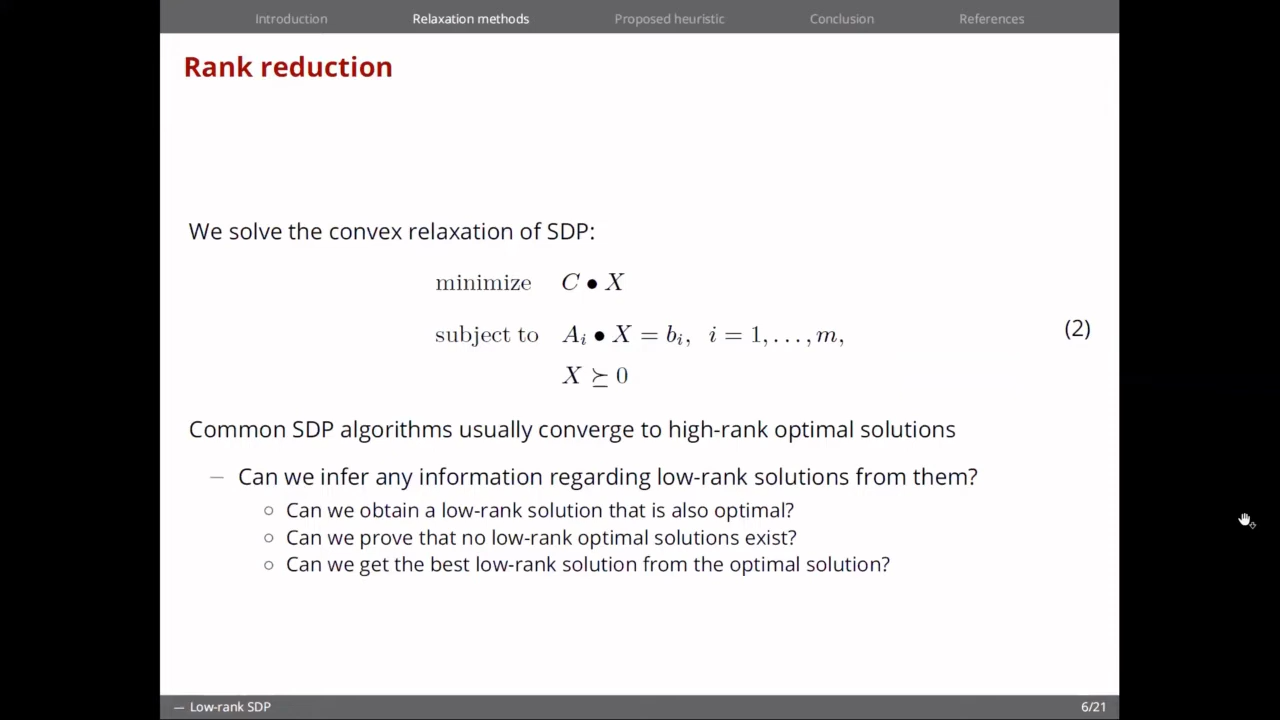 Introduction Relaxation methods Proposed heuristic Conclusion References
Rank reduction
We solve the convex relaxation of SDP:
minimize C • X
subject to A_i • X = b_i, i = 1, . . . , m,
(2)
X ⪰ 0
Common SDP algorithms usually converge to high-rank optimal solutions
– Can we infer any information regarding low-rank solutions from them?
○ Can we obtain a low-rank solution that is also optimal?
○ Can we prove that no low-rank optimal solutions exist?
○ Can we get the best low-rank solution from the optimal solution?
— Low-rank SDP 6/21